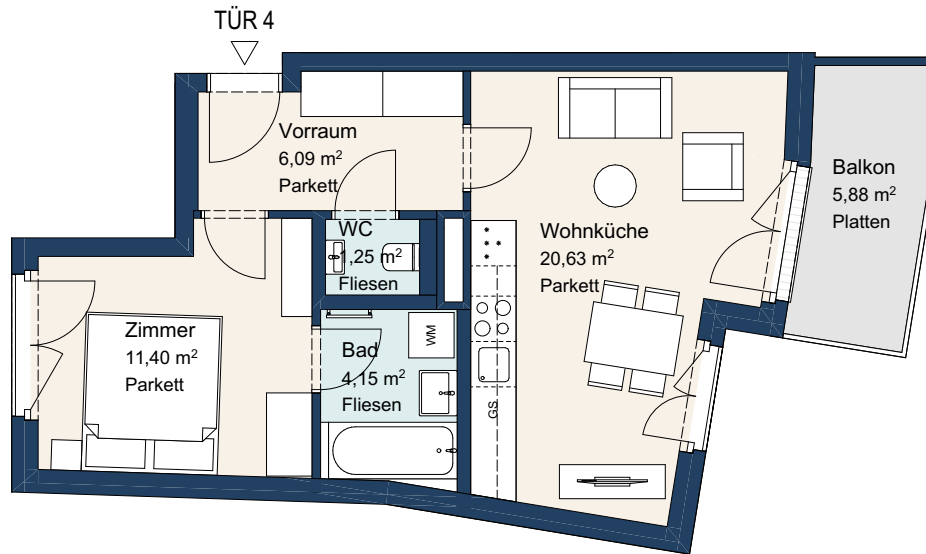 TÜR 4
Vorraum
6,09 m²
Parkett
WC
1,25 m²
Fliesen
Wohnküche
20,63 m²
Parkett
Balkon
5,88 m²
Platten
Zimmer
11,40 m²
Parkett
Bad
4,15 m²
Fliesen
WM
GS